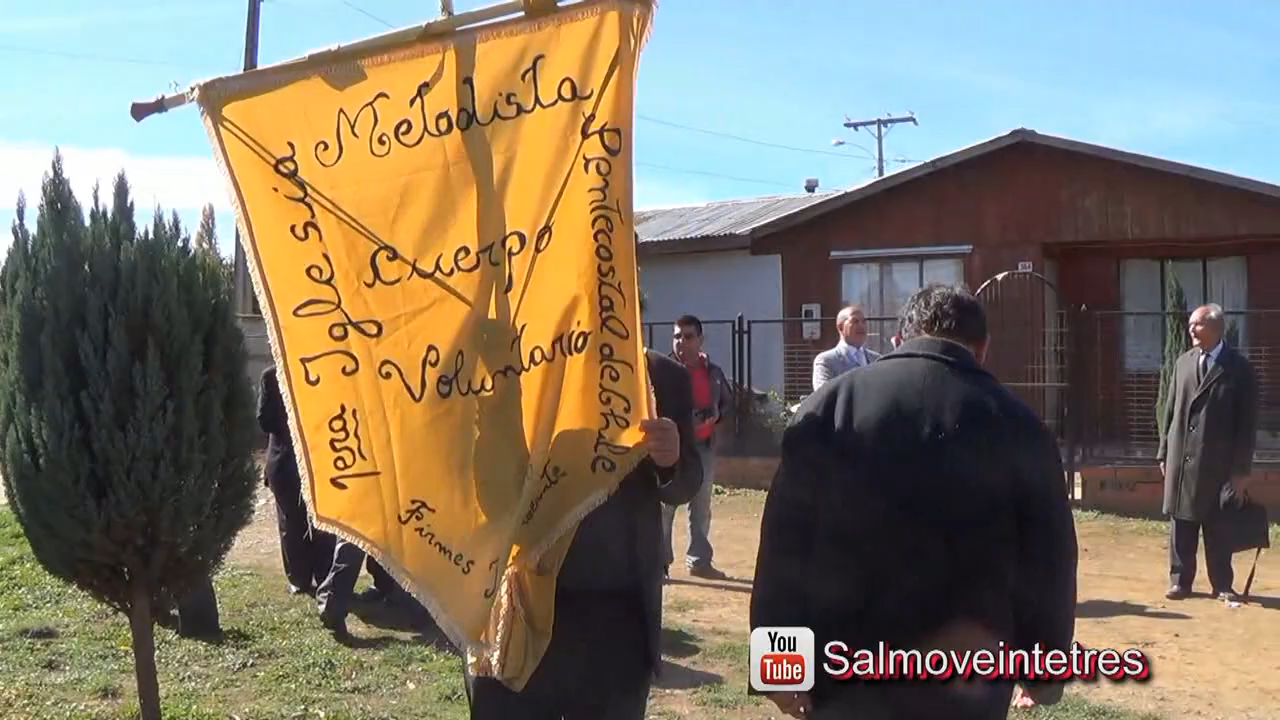 1era Iglesia
Metodista
Pentecostal de Chile
cuerpo
Voluntario
Firmes
You
Tube
Salmoveintetres